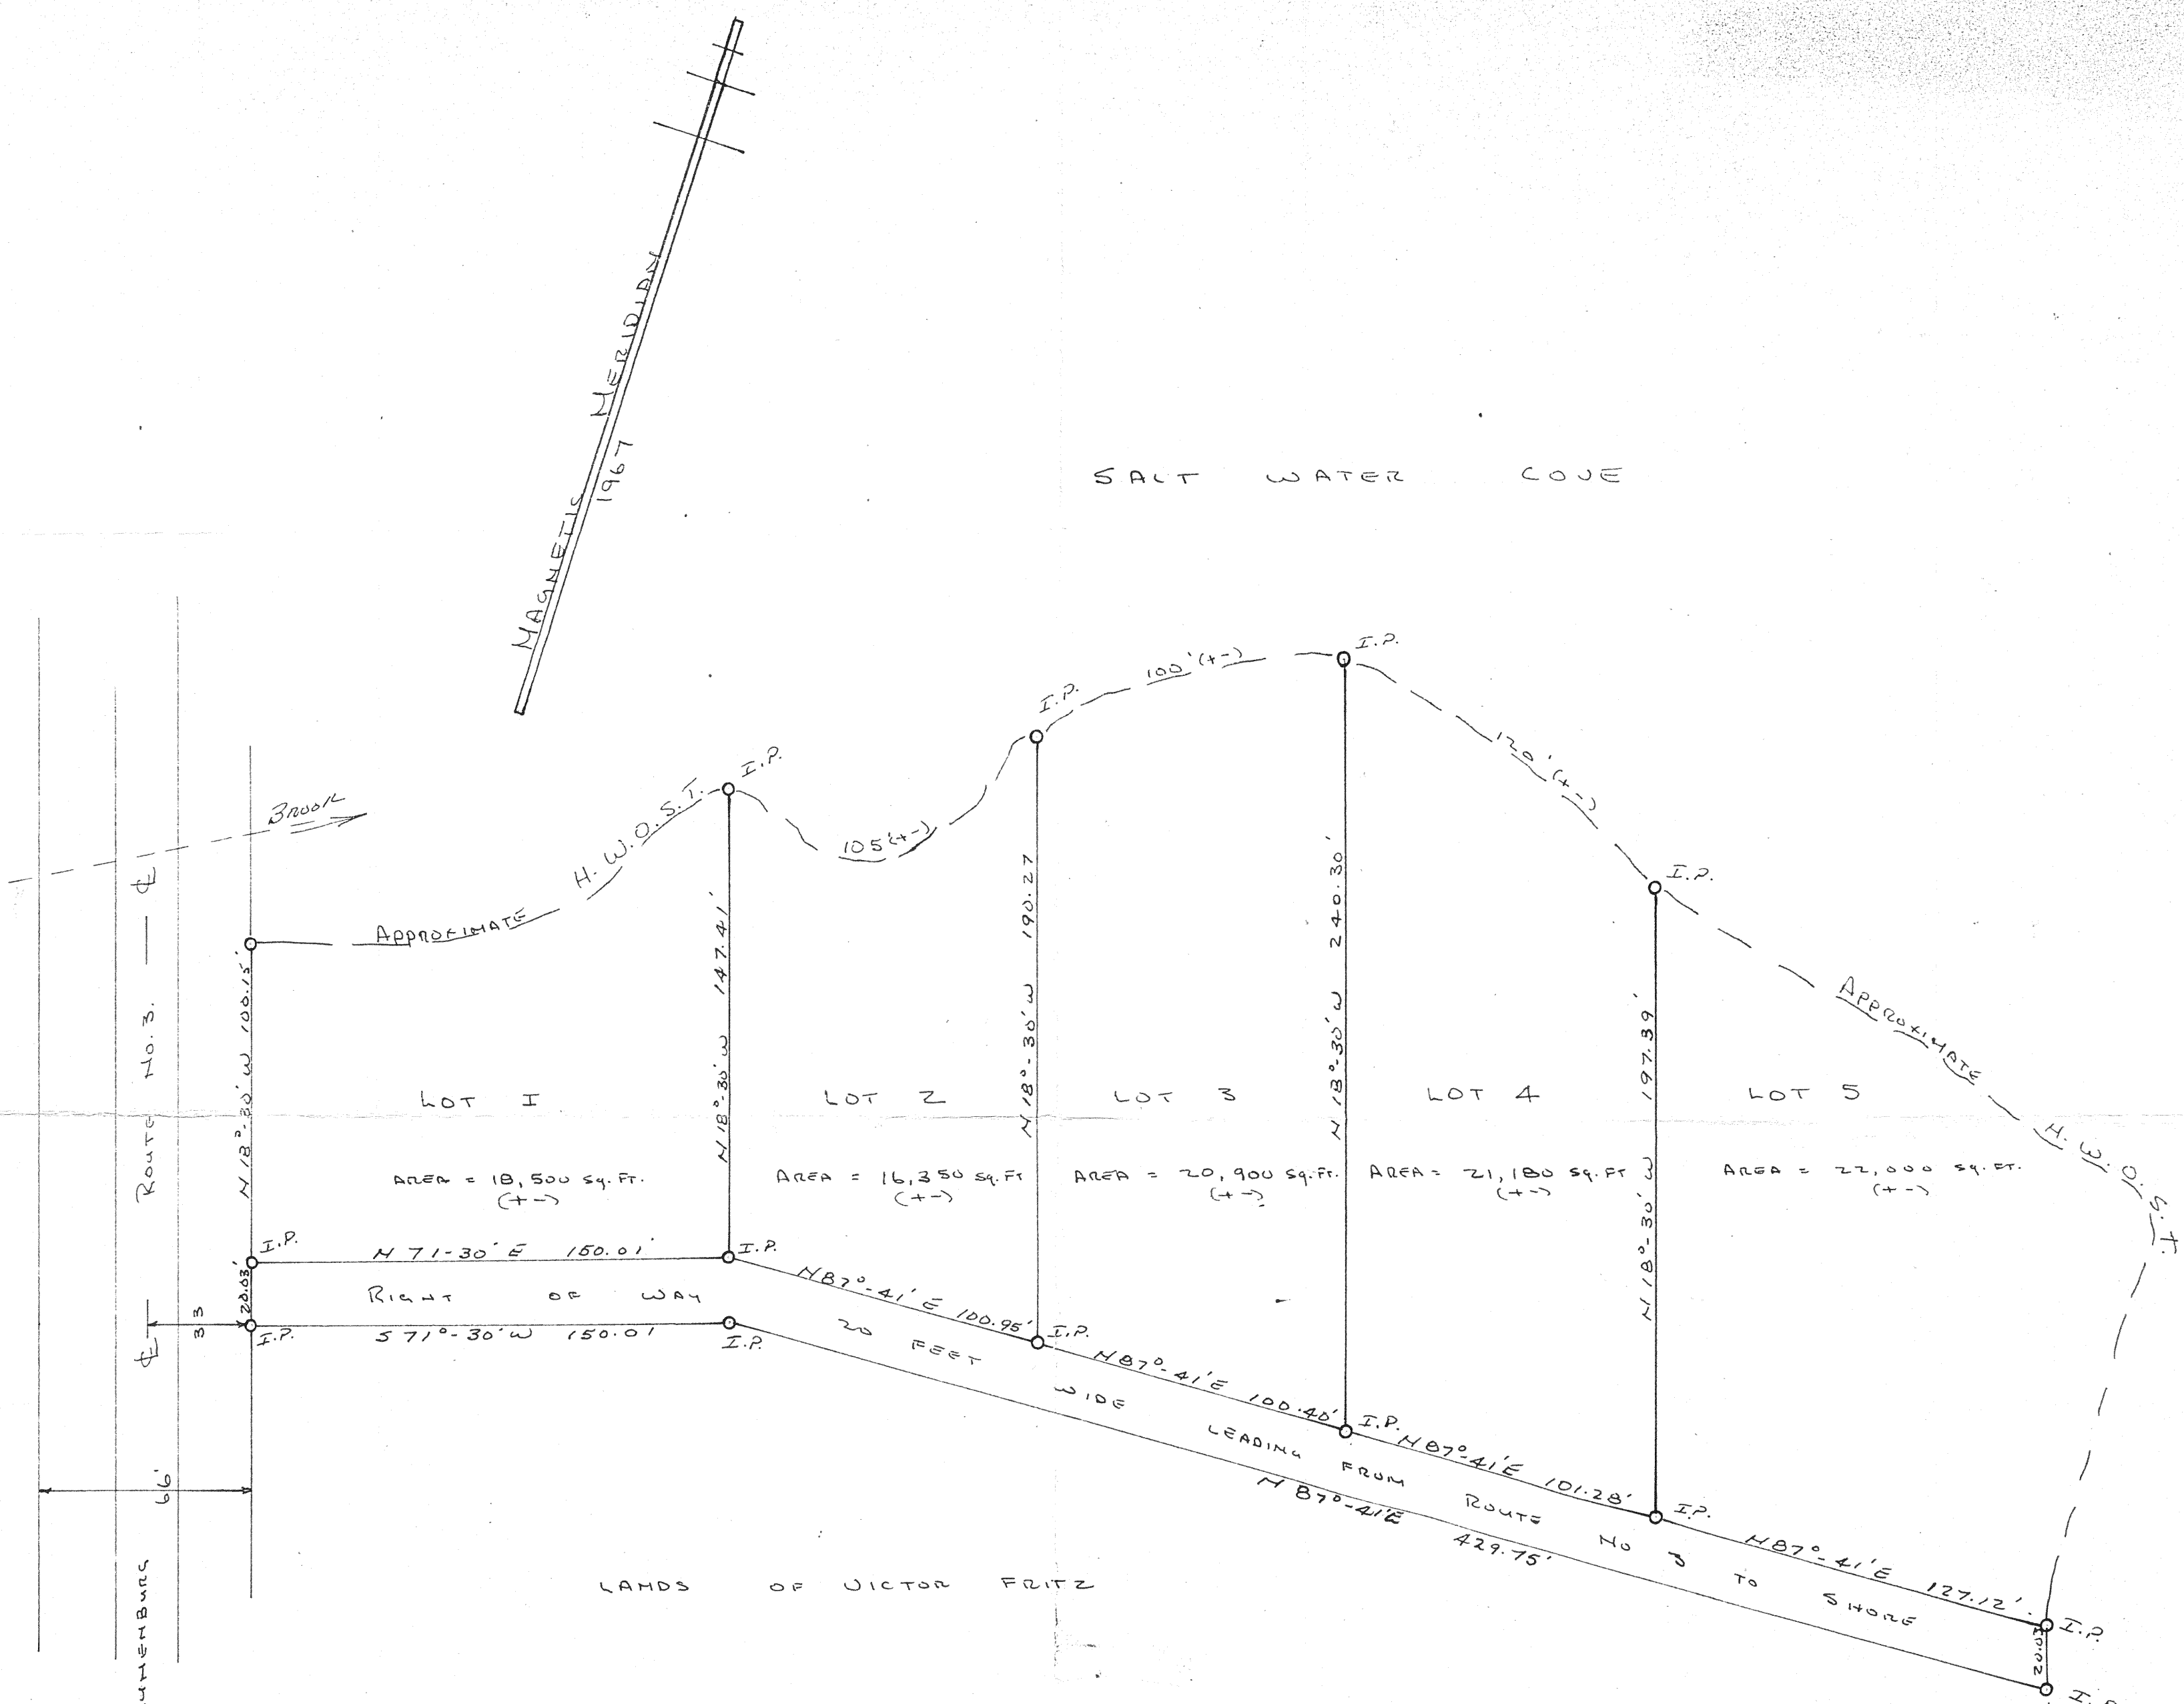 MAGNETIC MERIDIAN
1967
SALT WATER COVE
I.P.
100'(+-)
I.P.
120'(+-)
I.P.
BROOK
H.W.O.S.T.
APPROXIMATE
105'(+-)
I.P.
APPROXIMATE
H.W.O.S.T.
N 18°-30' W 100.15'
N 18°-30' W 147.41'
N 18°-30' W 190.27
N 18°-30' W 240.30'
N 18°-30' W 197.39'
ROUTE No. 3.
LOT 1
LOT 2
LOT 3
LOT 4
LOT 5
AREA = 18,500 SQ. FT.
(+-)
AREA = 16,350 SQ. FT
(+-)
AREA = 20,900 SQ. FT.
(+-)
AREA = 21,180 SQ. FT
(+-)
AREA = 22,000 SQ. FT.
(+-)
I.P.
N 71-30' E 150.01'
I.P.
20.03'
RIGHT OF WAY
33
I.P.
S 71°-30' W 150.01
I.P.
N 87°-41' E 100.95'
I.P.
N 87°-41' E 100.40'
I.P.
N 87°-41' E 101.28'
I.P.
N 87°-41' E 127.12'
I.P.
20 FEET WIDE LEADING FROM ROUTE No 3 TO SHORE
N 87°-41' E 429.75'
66'
LANDS OF VICTOR FRITZ